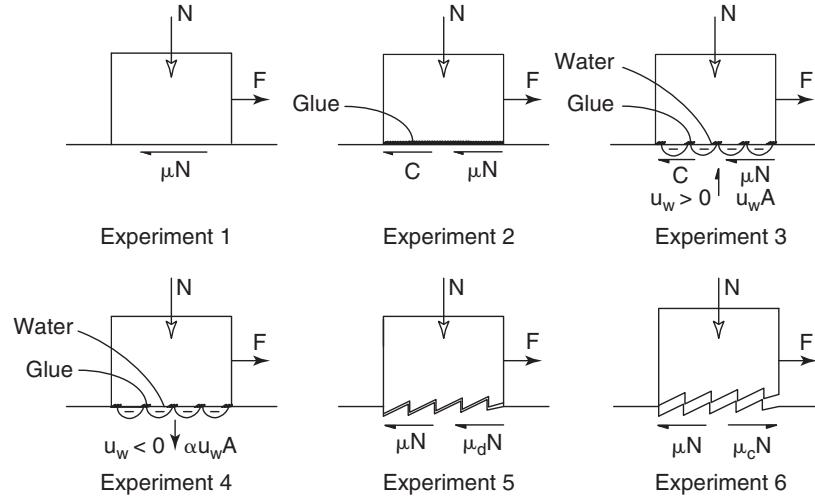 N
F
μN
Experiment 1
N
F
Glue
C
μN
Experiment 2
N
F
Water
Glue
C
μN
u_w > 0
u_wA
Experiment 3
N
F
Water
Glue
u_w < 0
αu_wA
Experiment 4
N
F
μN
μ_dN
Experiment 5
N
F
μN
μ_cN
Experiment 6